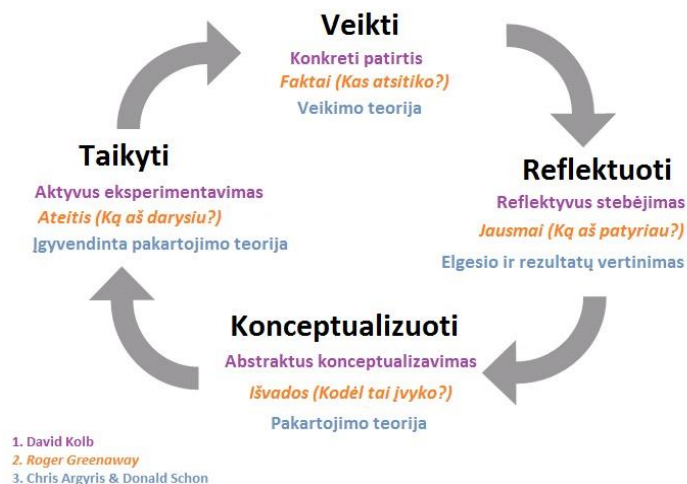 Veikti
Konkreti patirtis
Faktai (Kas atsitiko?)
Veikimo teorija
Reflektuoti
Reflektyvus stebėjimas
Jausmai (Ką aš patyriau?)
Elgesio ir rezultatų vertinimas
Konceptualizuoti
Abstraktus konceptualizavimas
Išvados (Kodėl tai įvyko?)
Pakartojimo teorija
Taikyti
Aktyvus eksperimentavimas
Ateitis (Ką aš darysiu?)
Įgyvendinta pakartojimo teorija
1. David Kolb
2. Roger Greenaway
3. Chris Argyris & Donald Schon